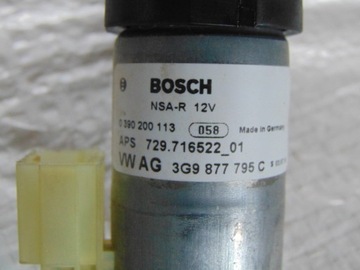 BOSCH
NSA-R 12V
0 390 200 113 058 Made in Germany
APS 729.716522_01
VW AG 3G9 877 795 C